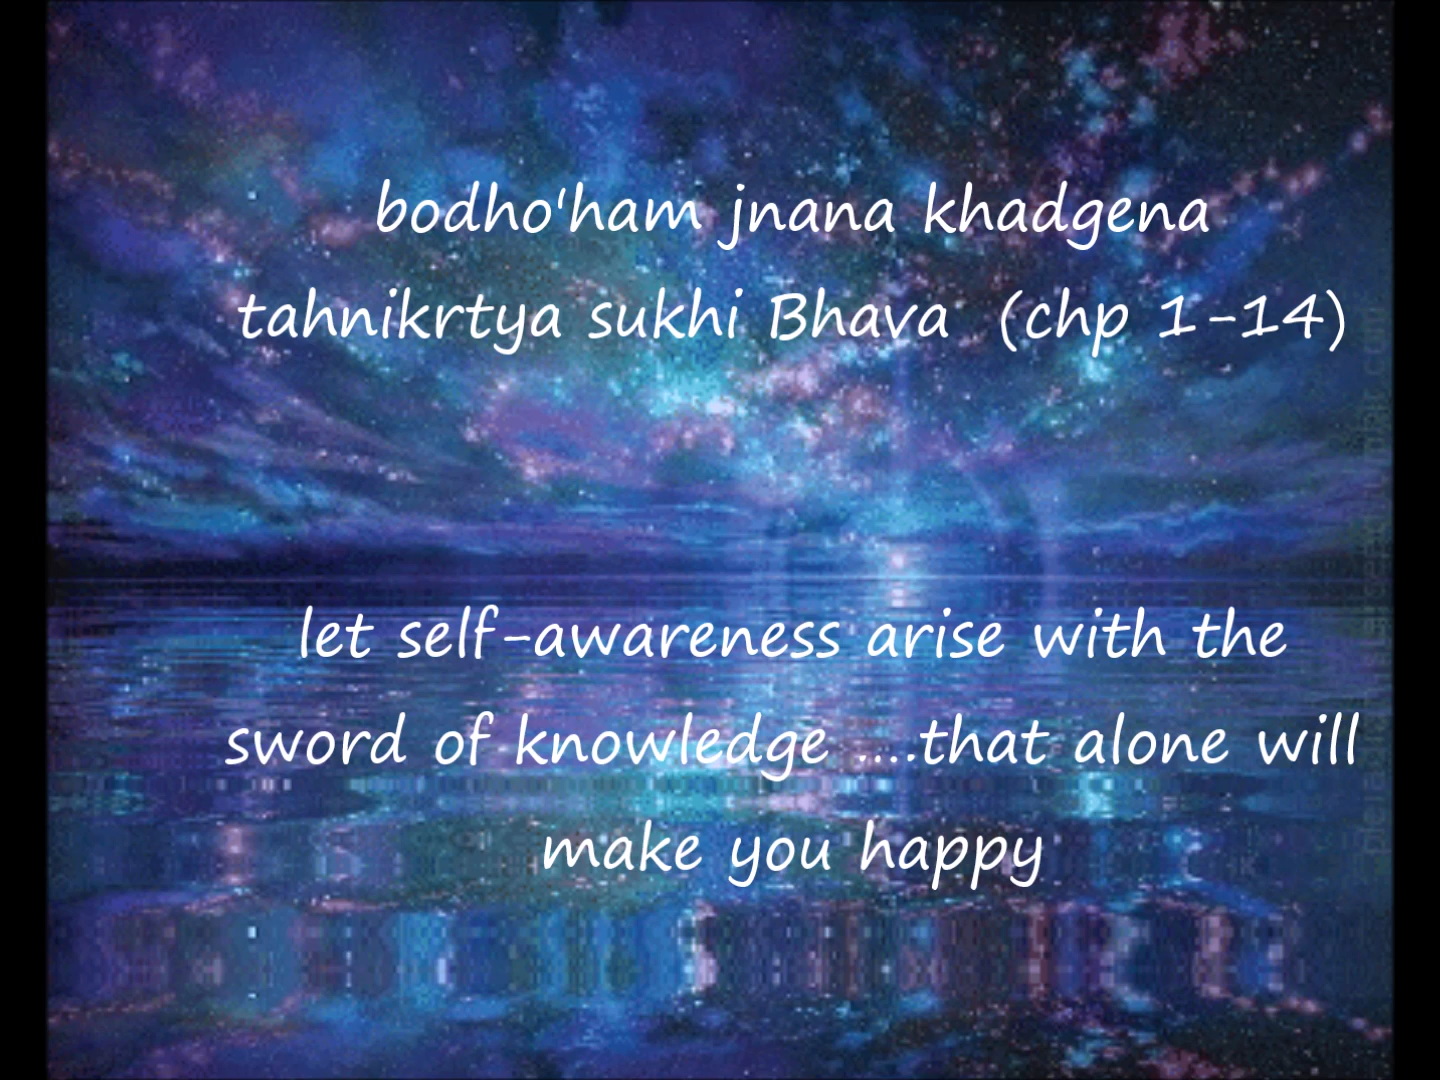 bodho'ham jnana khadgena
tahnikrtya sukhi Bhava (chp 1-14)
let self-awareness arise with the
sword of knowledge ....that alone will
make you happy